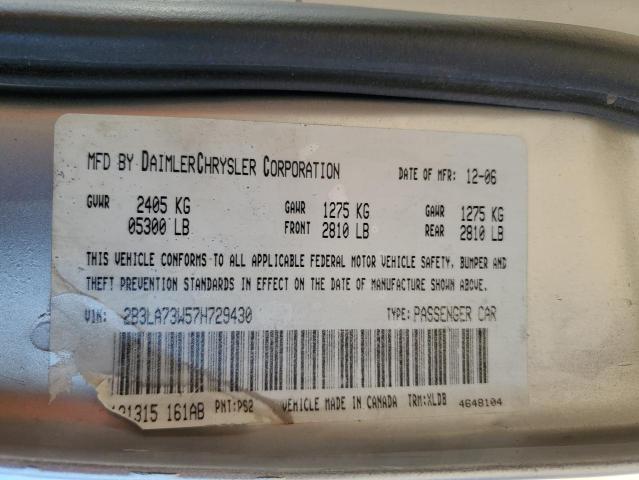 MFD BY DAIMLERCHRYSLER CORPORATION DATE OF MFR: 12-06
GVWR 2405 KG GAWR 1275 KG GAWR 1275 KG
05300 LB FRONT 2810 LB REAR 2810 LB
THIS VEHICLE CONFORMS TO ALL APPLICABLE FEDERAL MOTOR VEHICLE SAFETY, BUMPER AND
THEFT PREVENTION STANDARDS IN EFFECT ON THE DATE OF MANUFACTURE SHOWN ABOVE.
VIN: 2B3LA73W57H729430 TYPE: PASSENGER CAR
161AB PNT:PS2 VEHICLE MADE IN CANADA TRM:XLDB 4648104